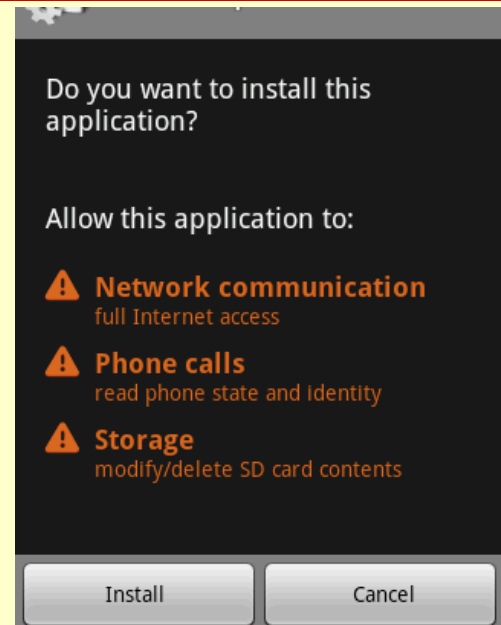 Do you want to install this
application?
Allow this application to:
Network communication
full Internet access
Phone calls
read phone state and identity
Storage
modify/delete SD card contents
Install
Cancel